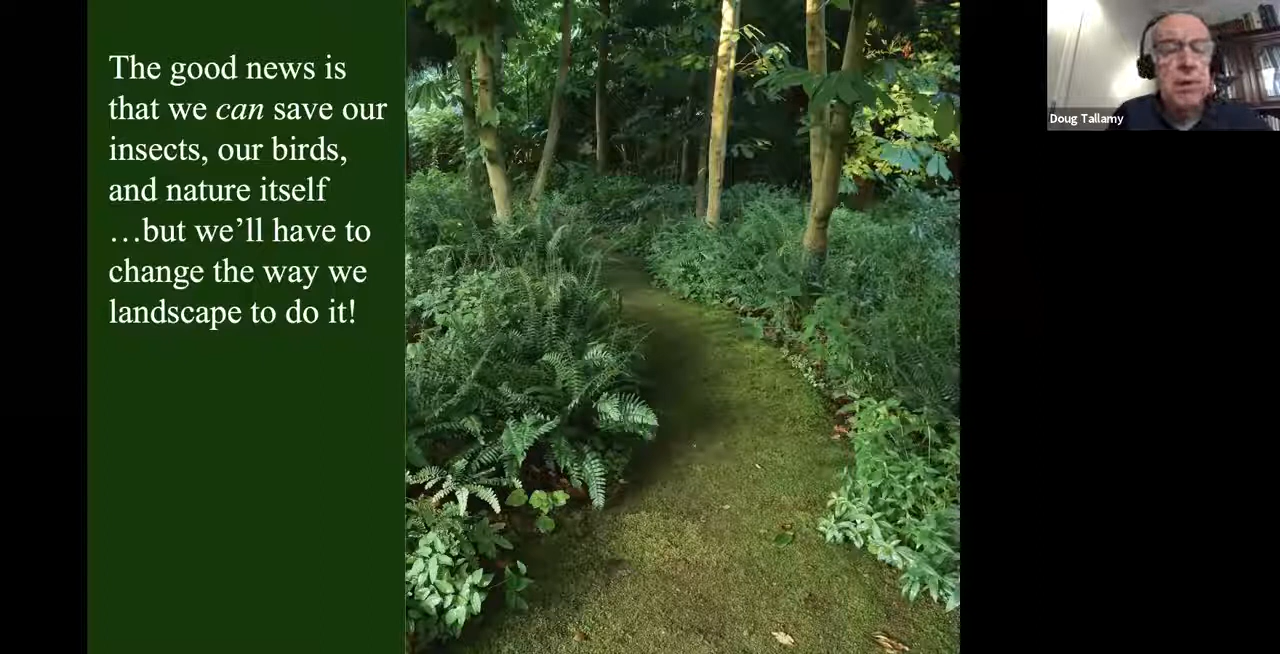 The good news is
that we can save our
insects, our birds,
and nature itself
…but we’ll have to
change the way we
landscape to do it!
Doug Tallamy